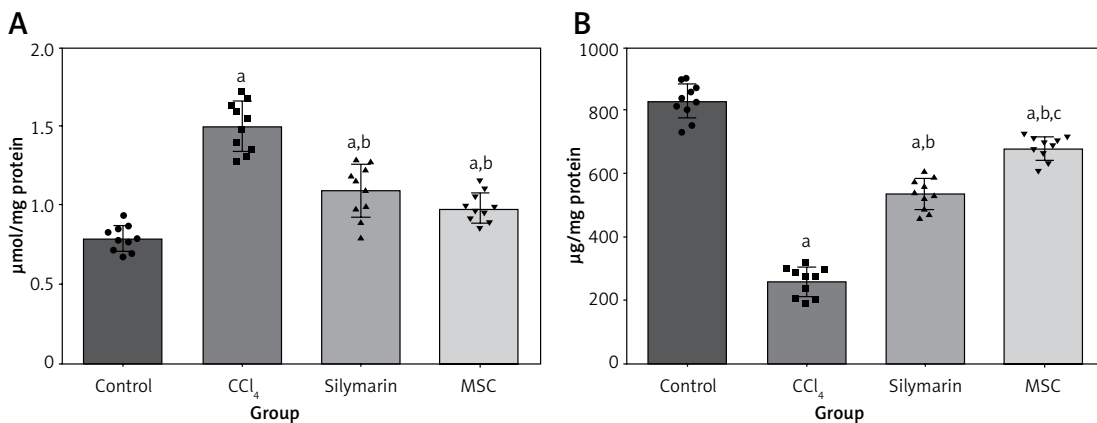 A
µmol/mg protein
2.0
1.5
1.0
0.5
0
a
a,b
a,b
Control
CCl₄
Silymarin
MSC
Group
B
µg/mg protein
1000
800
600
400
200
0
a
a,b
a,b,c
Control
CCl₄
Silymarin
MSC
Group